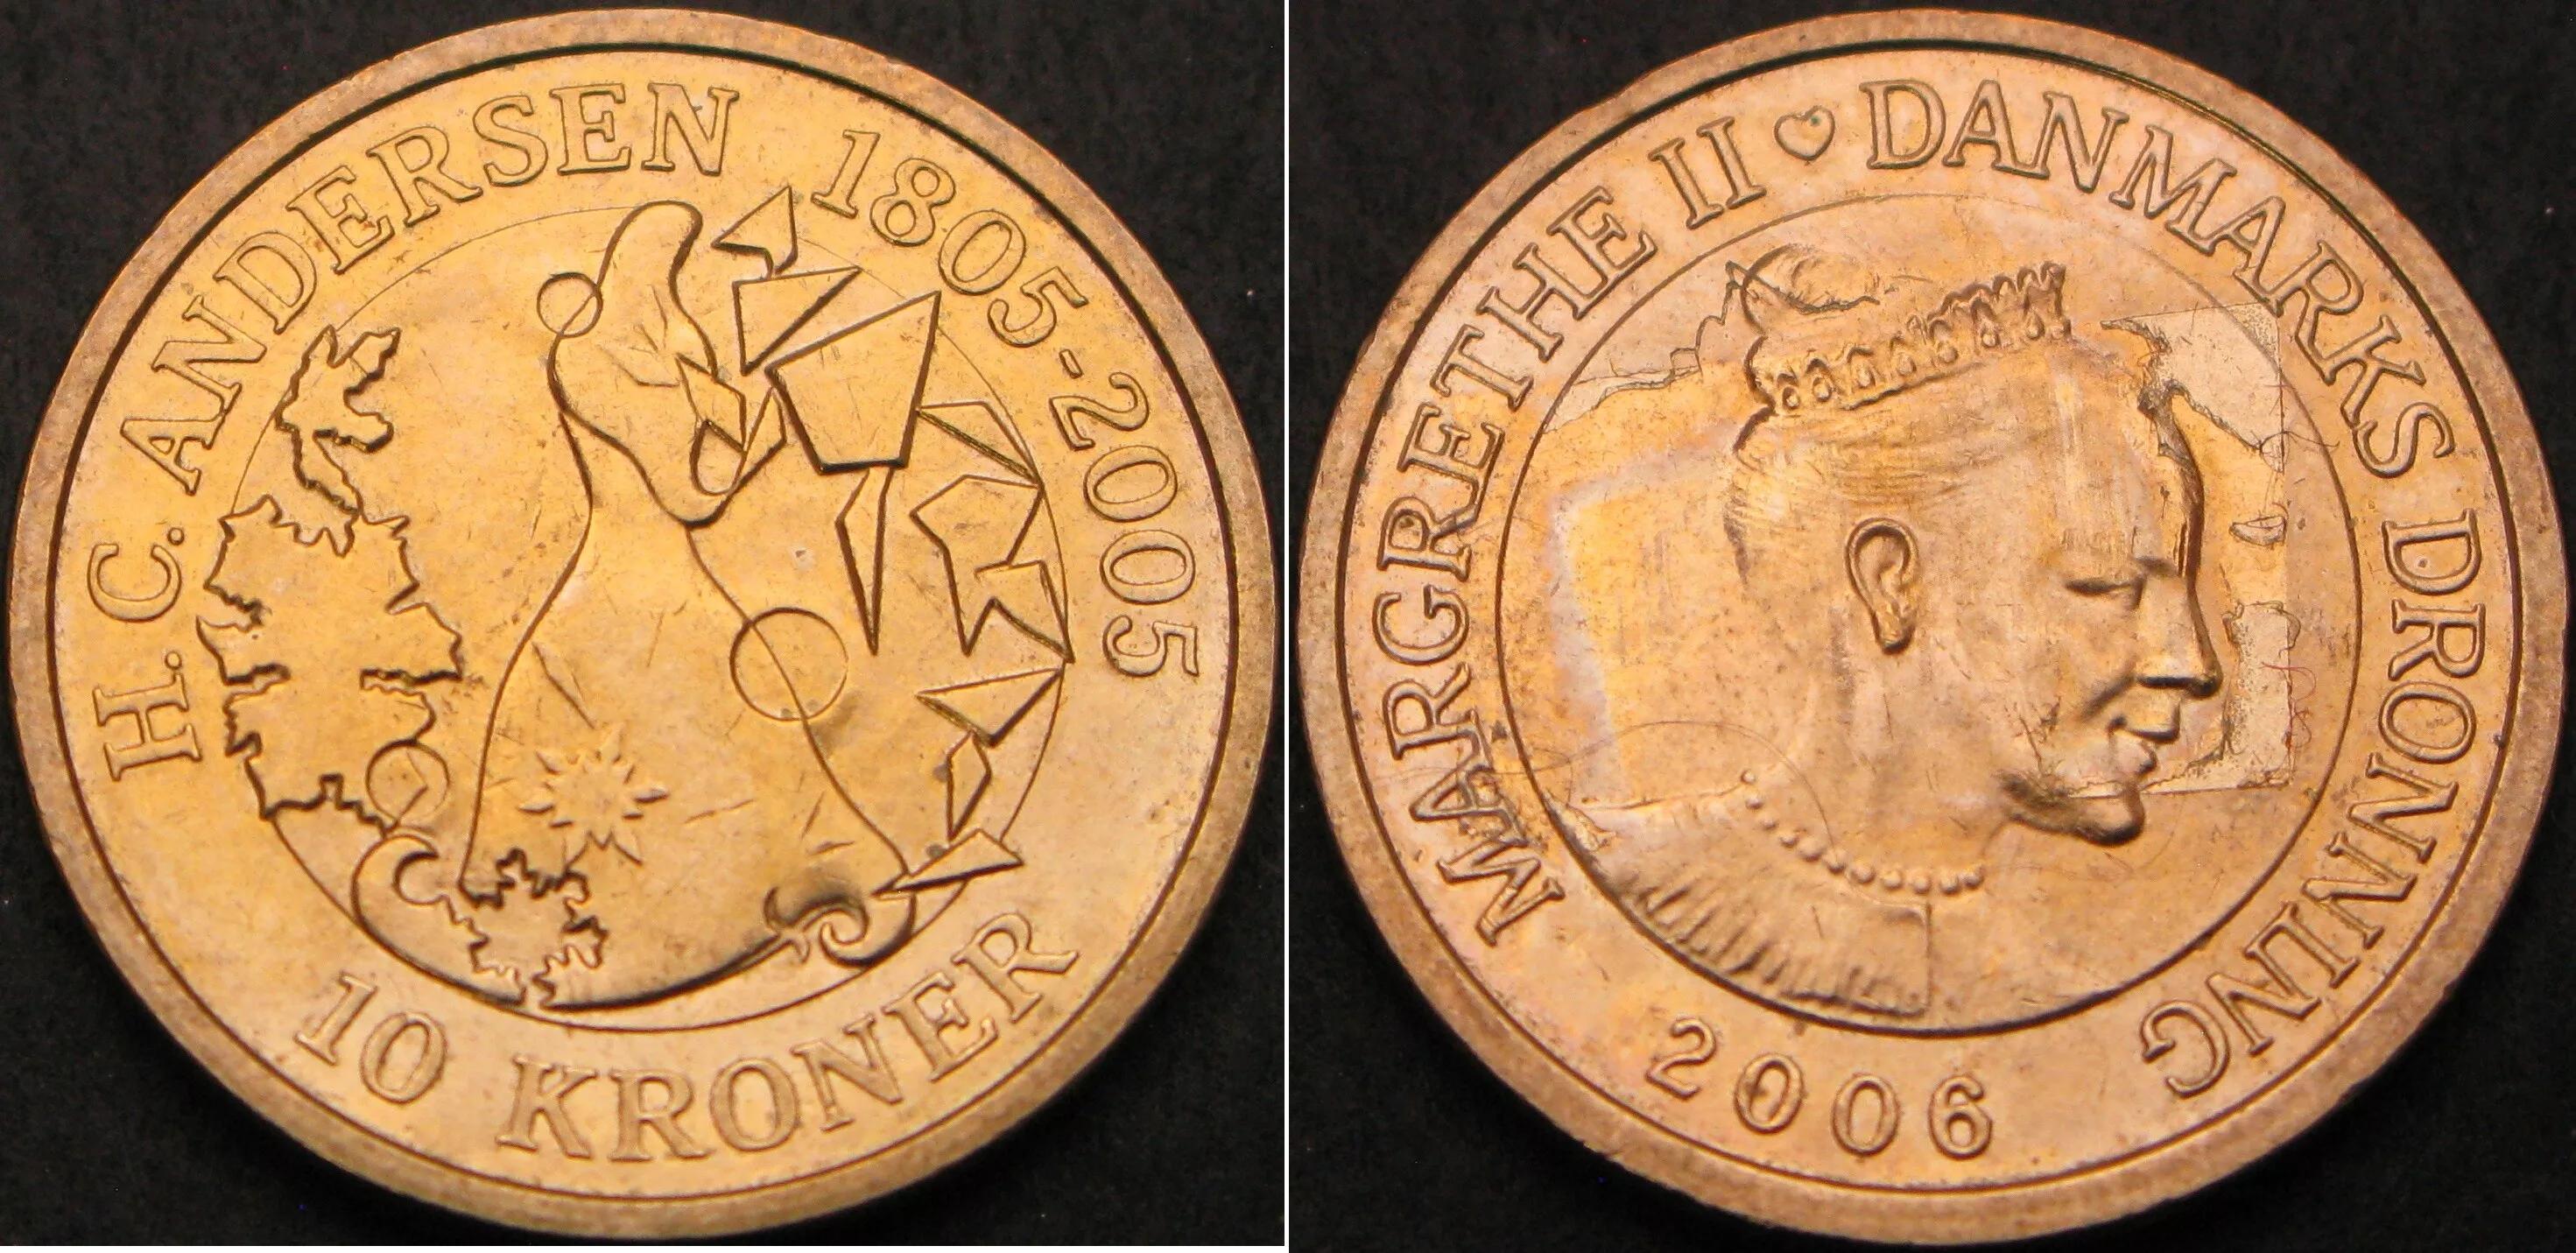 H. C. ANDERSEN 1805-2005
10 KRONER
MARGRETHE II ♥ DANMARKS DRONNING
2006